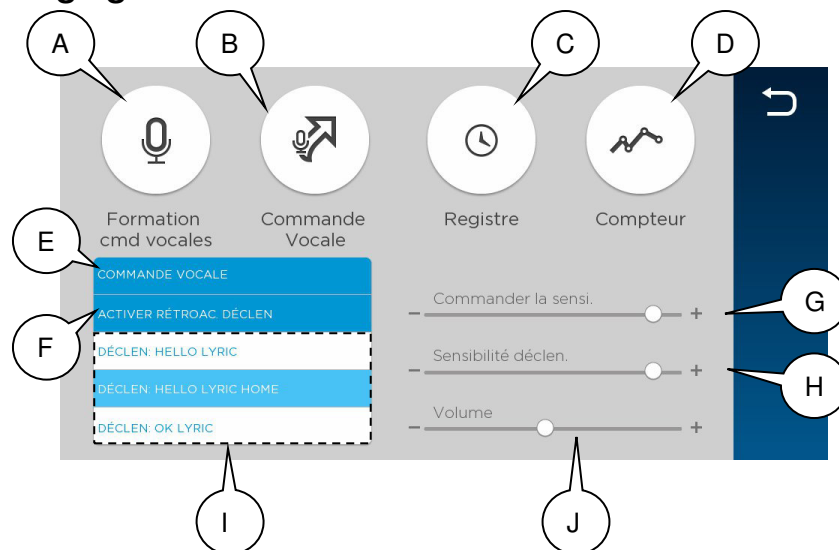 A
B
C
D
Formation
cmd vocales
Commande
Vocale
Registre
Compteur
E
COMMANDE VOCALE
F
ACTIVER RÉTROAC. DÉCLEN
DÉCLEN: HELLO LYRIC
DÉCLEN: HELLO LYRIC HOME
DÉCLEN: OK LYRIC
Commander la sensi.
− +
G
Sensibilité déclen.
− +
H
Volume
− +
I
J